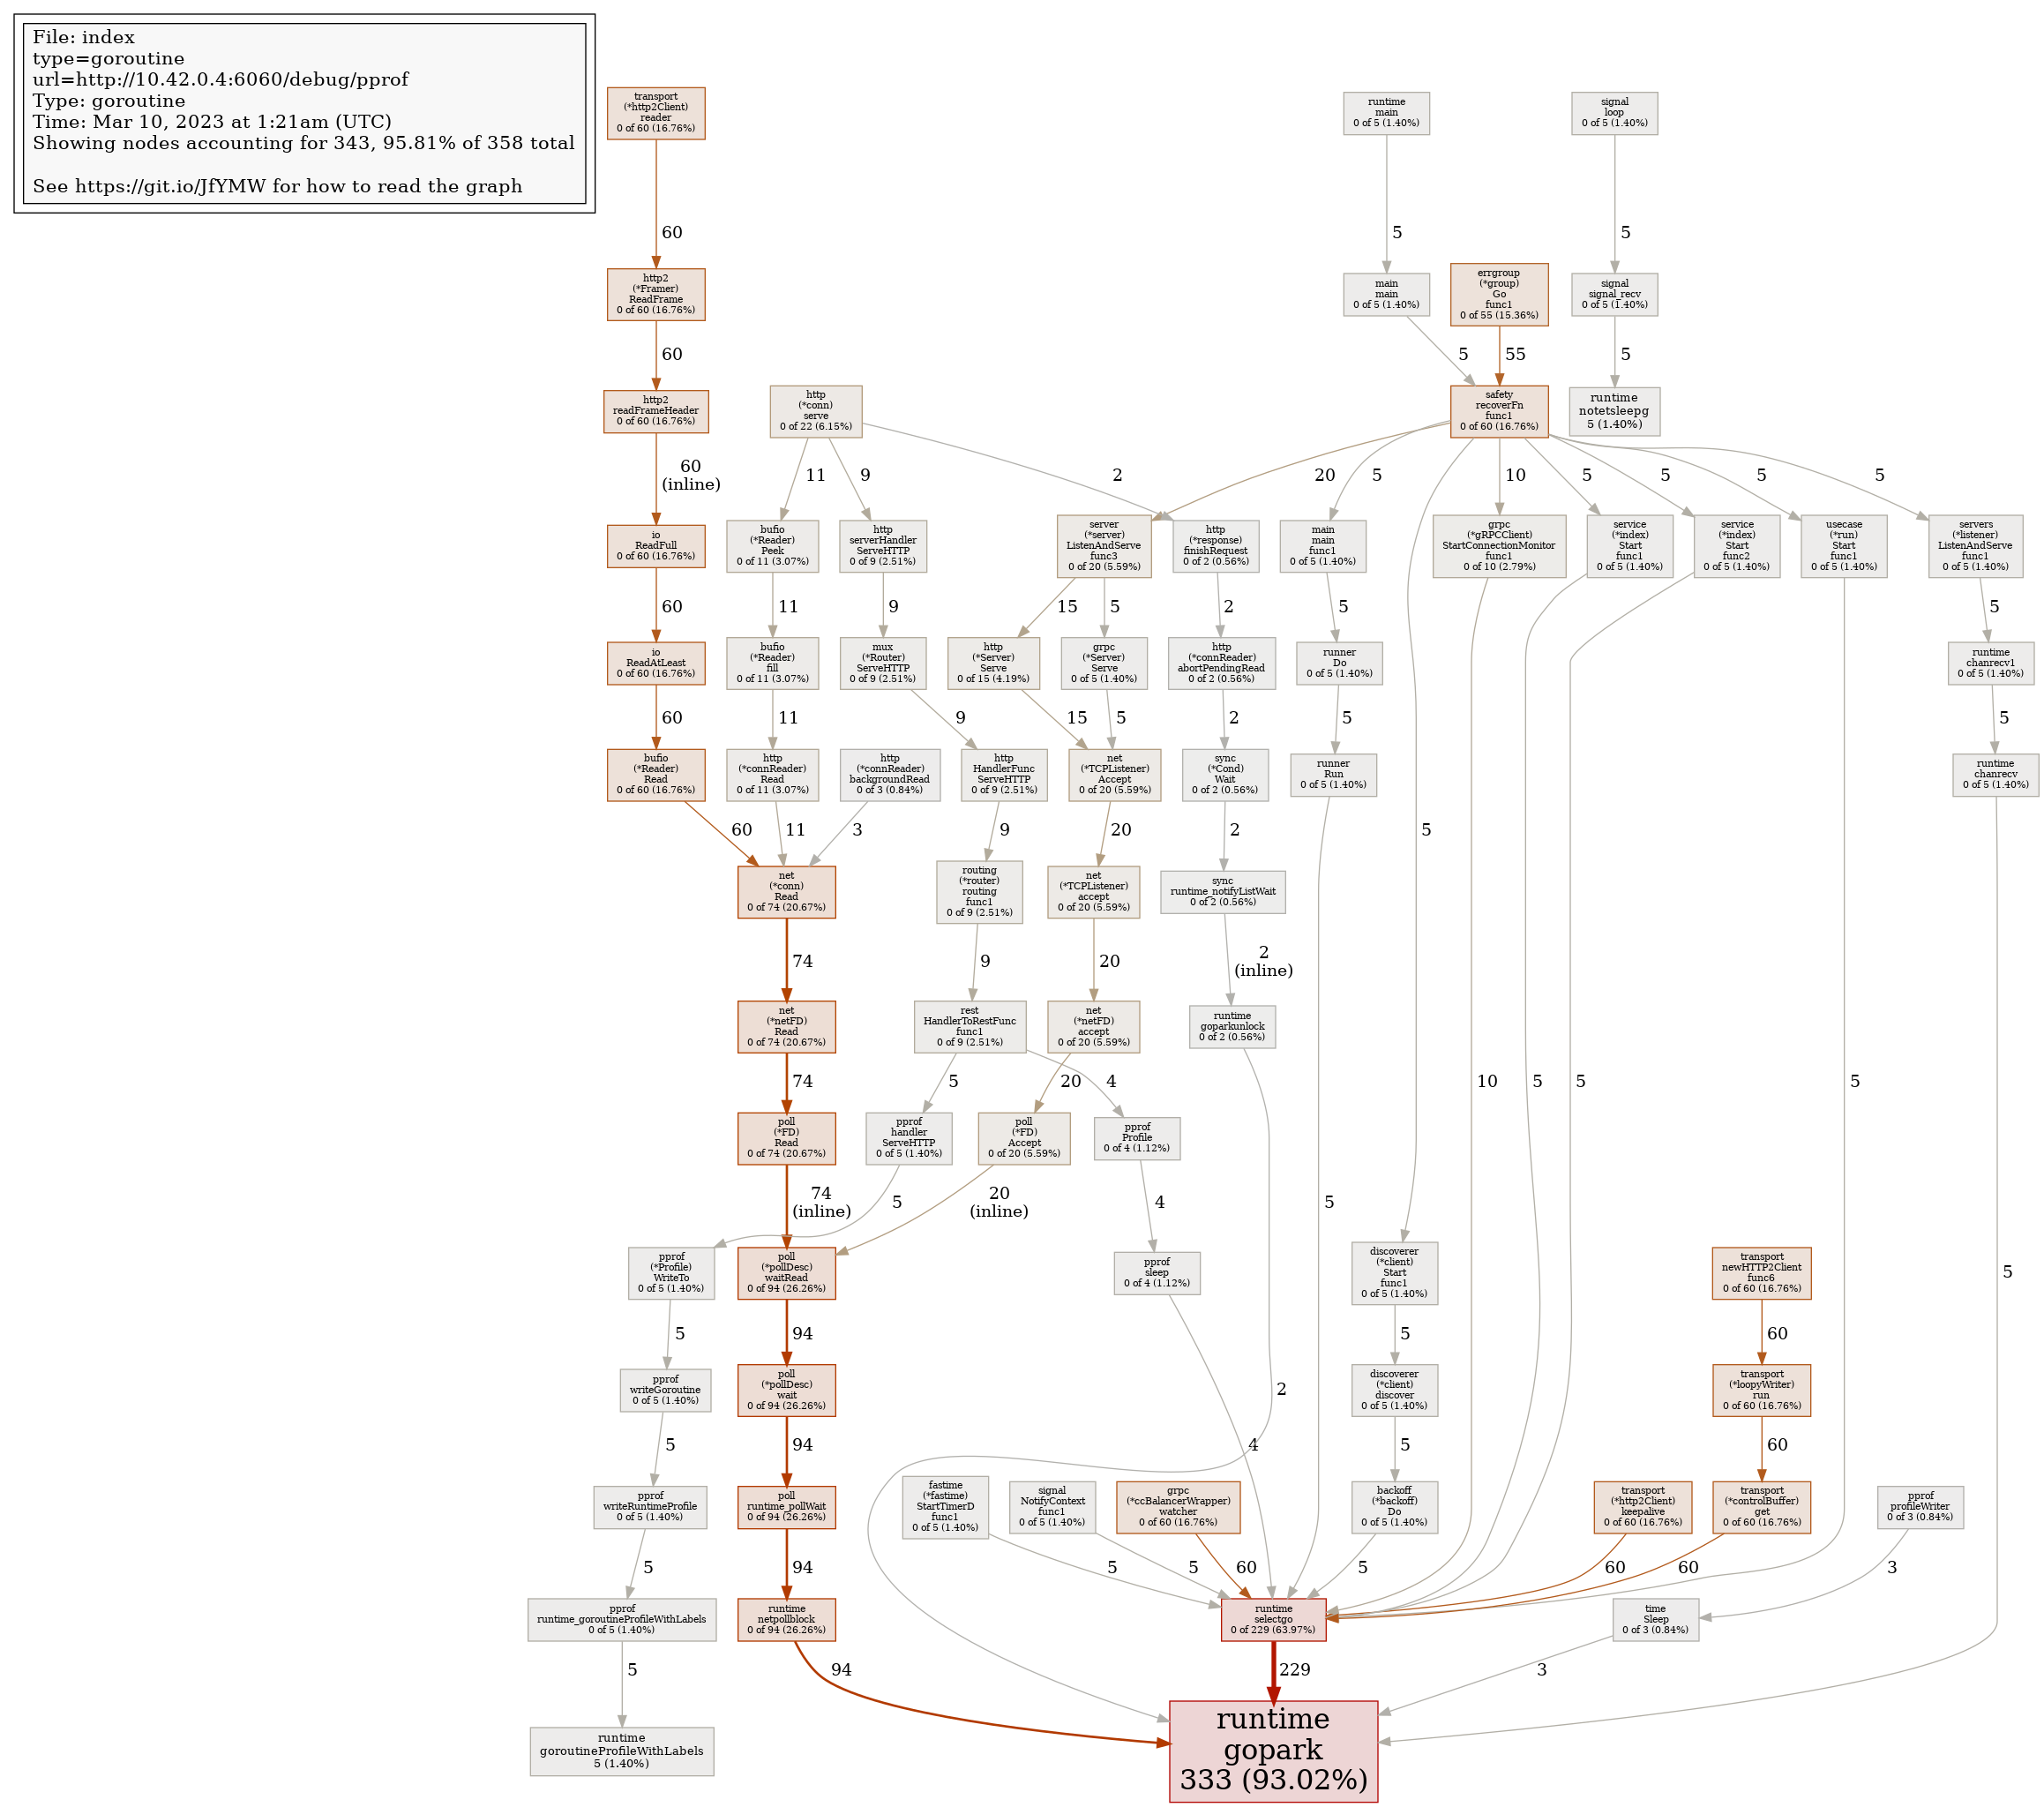 File: index
type=goroutine
url=http://10.42.0.4:6060/debug/pprof
Type: goroutine
Time: Mar 10, 2023 at 1:21am (UTC)
Showing nodes accounting for 343, 95.81% of 358 total
See https://git.io/JfYMW for how to read the graph
transport
(*http2Client)
reader
0 of 60 (16.76%)
runtime
main
0 of 5 (1.40%)
signal
loop
0 of 5 (1.40%)
60
5
5
http2
(*Framer)
ReadFrame
0 of 60 (16.76%)
main
main
0 of 5 (1.40%)
errgroup
(*group)
Go
func1
0 of 55 (15.36%)
signal
signal_recv
0 of 5 (1.40%)
60
5
55
5
http2
readFrameHeader
0 of 60 (16.76%)
http
(*conn)
serve
0 of 22 (6.15%)
safety
recoverFn
func1
0 of 60 (16.76%)
runtime
notetsleepg
5 (1.40%)
60
(inline)
11
9
2
20
5
10
5
5
5
5
io
ReadFull
0 of 60 (16.76%)
bufio
(*Reader)
Peek
0 of 11 (3.07%)
http
serverHandler
ServeHTTP
0 of 9 (2.51%)
server
(*server)
ListenAndServe
func3
0 of 20 (5.59%)
http
(*response)
finishRequest
0 of 2 (0.56%)
main
main
func1
0 of 5 (1.40%)
grpc
(*gRPCClient)
StartConnectionMonitor
func1
0 of 10 (2.79%)
service
(*index)
Start
func1
0 of 5 (1.40%)
service
(*index)
Start
func2
0 of 5 (1.40%)
usecase
(*run)
Start
func1
0 of 5 (1.40%)
servers
(*listener)
ListenAndServe
func1
0 of 5 (1.40%)
60
11
9
15
5
2
5
5
io
ReadAtLeast
0 of 60 (16.76%)
bufio
(*Reader)
fill
0 of 11 (3.07%)
mux
(*Router)
ServeHTTP
0 of 9 (2.51%)
http
(*Server)
Serve
0 of 15 (4.19%)
grpc
(*Server)
Serve
0 of 5 (1.40%)
http
(*connReader)
abortPendingRead
0 of 2 (0.56%)
runner
Do
0 of 5 (1.40%)
runtime
chanrecv1
0 of 5 (1.40%)
60
11
9
15
5
2
5
5
bufio
(*Reader)
Read
0 of 60 (16.76%)
http
(*connReader)
Read
0 of 11 (3.07%)
http
(*connReader)
backgroundRead
0 of 3 (0.84%)
http
HandlerFunc
ServeHTTP
0 of 9 (2.51%)
net
(*TCPListener)
Accept
0 of 20 (5.59%)
sync
(*Cond)
Wait
0 of 2 (0.56%)
runner
Run
0 of 5 (1.40%)
runtime
chanrecv
0 of 5 (1.40%)
60
11
3
9
20
2
5
net
(*conn)
Read
0 of 74 (20.67%)
routing
(*router)
routing
func1
0 of 9 (2.51%)
net
(*TCPListener)
accept
0 of 20 (5.59%)
sync
runtime_notifyListWait
0 of 2 (0.56%)
74
9
20
2
(inline)
net
(*netFD)
Read
0 of 74 (20.67%)
rest
HandlerToRestFunc
func1
0 of 9 (2.51%)
net
(*netFD)
accept
0 of 20 (5.59%)
runtime
goparkunlock
0 of 2 (0.56%)
74
5
20
4
10
5
5
5
poll
(*FD)
Read
0 of 74 (20.67%)
pprof
handler
ServeHTTP
0 of 5 (1.40%)
poll
(*FD)
Accept
0 of 20 (5.59%)
pprof
Profile
0 of 4 (1.12%)
74
(inline)
5
20
(inline)
4
5
pprof
(*Profile)
WriteTo
0 of 5 (1.40%)
poll
(*pollDesc)
waitRead
0 of 94 (26.26%)
pprof
sleep
0 of 4 (1.12%)
discoverer
(*client)
Start
func1
0 of 5 (1.40%)
transport
newHTTP2Client
func6
0 of 60 (16.76%)
5
5
94
5
60
pprof
writeGoroutine
0 of 5 (1.40%)
poll
(*pollDesc)
wait
0 of 94 (26.26%)
2
discoverer
(*client)
discover
0 of 5 (1.40%)
transport
(*loopyWriter)
run
0 of 60 (16.76%)
5
94
4
5
60
pprof
writeRuntimeProfile
0 of 5 (1.40%)
poll
runtime_pollWait
0 of 94 (26.26%)
fastime
(*fastime)
StartTimerD
func1
0 of 5 (1.40%)
signal
NotifyContext
func1
0 of 5 (1.40%)
grpc
(*ccBalancerWrapper)
watcher
0 of 60 (16.76%)
backoff
(*backoff)
Do
0 of 5 (1.40%)
transport
(*http2Client)
keepalive
0 of 60 (16.76%)
transport
(*controlBuffer)
get
0 of 60 (16.76%)
pprof
profileWriter
0 of 3 (0.84%)
5
94
5
5
60
5
60
60
3
pprof
runtime_goroutineProfileWithLabels
0 of 5 (1.40%)
runtime
netpollblock
0 of 94 (26.26%)
runtime
selectgo
0 of 229 (63.97%)
time
Sleep
0 of 3 (0.84%)
5
94
229
3
runtime
goroutineProfileWithLabels
5 (1.40%)
runtime
gopark
333 (93.02%)